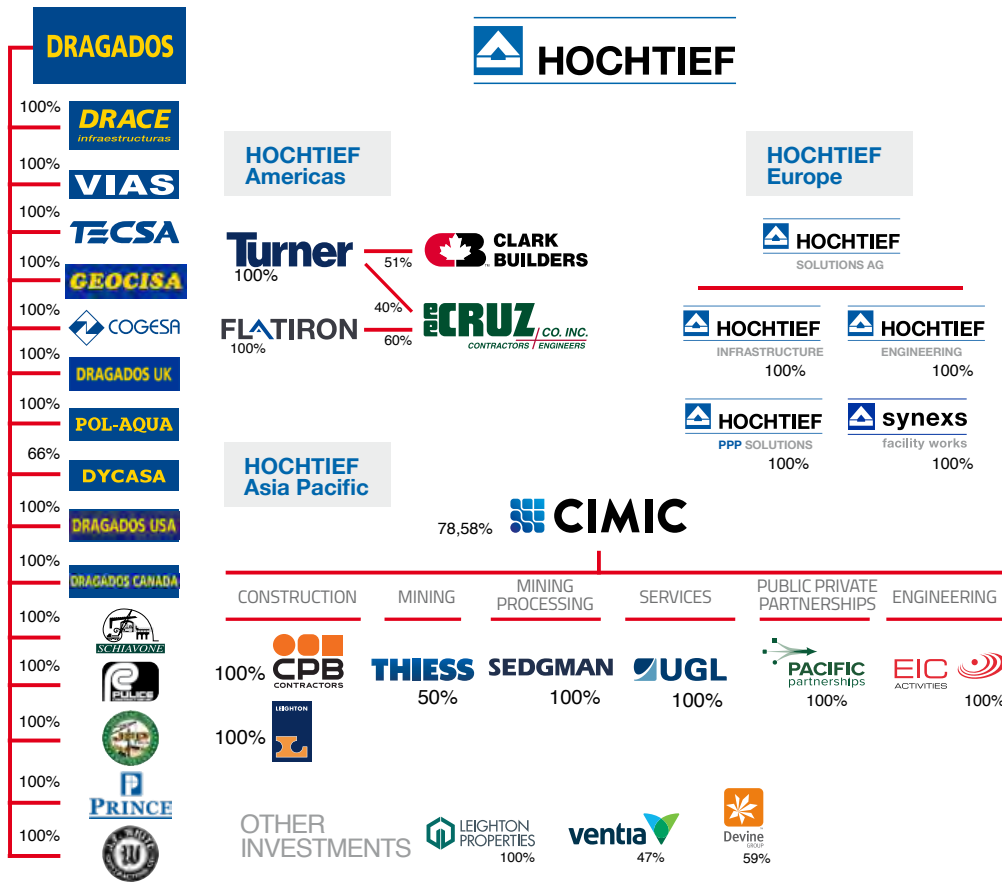 DRAGADOS
100%
DRACE
infraestructuras
100%
VIAS
100%
TECSA
100%
GEOCISA
100%
COGESA
100%
DRAGADOS UK
100%
POL-AQUA
66%
DYCASA
100%
DRAGADOS USA
100%
DRAGADOS CANADA
100%
SCHIAVONE
100%
PULICE
100%
100%
PRINCE
100%
W
HOCHTIEF
HOCHTIEF
Americas
Turner
100%
51%
CLARK
BUILDERS
40%
FLATIRON
100%
60%
eeCRUZ
CO. INC.
CONTRACTORS ENGINEERS
HOCHTIEF
Europe
HOCHTIEF
SOLUTIONS AG
HOCHTIEF
INFRASTRUCTURE
100%
HOCHTIEF
ENGINEERING
100%
HOCHTIEF
PPP SOLUTIONS
100%
synexs
facility works
100%
HOCHTIEF
Asia Pacific
78,58%
CIMIC
CONSTRUCTION
100%
CPB
CONTRACTORS
100%
LEIGHTON
L
MINING
THIESS
50%
MINING
PROCESSING
SEDGMAN
100%
SERVICES
UGL
100%
PUBLIC PRIVATE
PARTNERSHIPS
PACIFIC
partnerships
100%
ENGINEERING
EIC
ACTIVITIES
100%
OTHER
INVESTMENTS
LEIGHTON
PROPERTIES
100%
ventia
47%
Devine
GROUP
59%